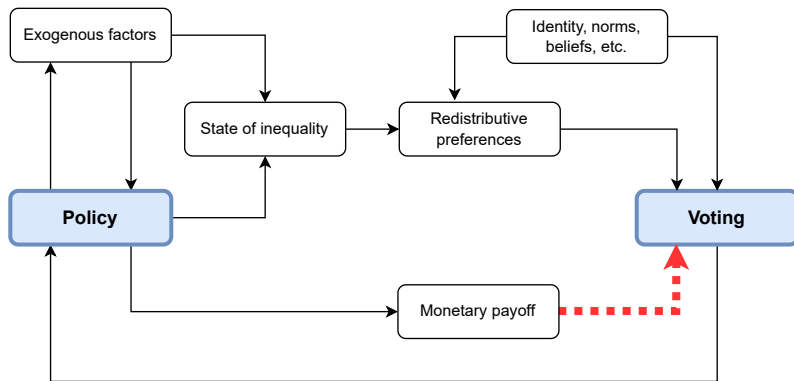 Exogenous factors
Identity, norms,
beliefs, etc.
State of inequality
Redistributive
preferences
Policy
Voting
Monetary payoff